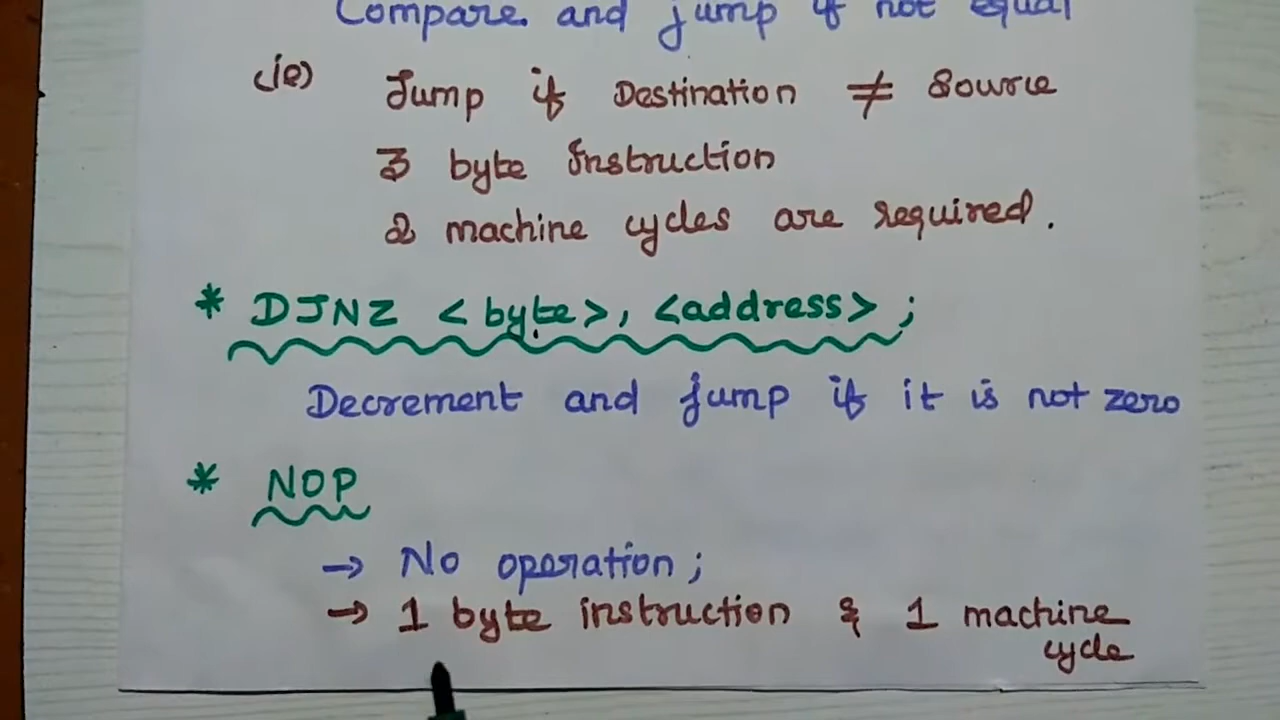 Compare and jump if not equal
(ie) Jump if Destination ≠ Source
3 byte Instruction
2 machine cycles are required.
* DJNZ <byte>, <address> ;
Decrement and jump if it is not zero
* NOP
→ No operation;
→ 1 byte instruction & 1 machine
cycle